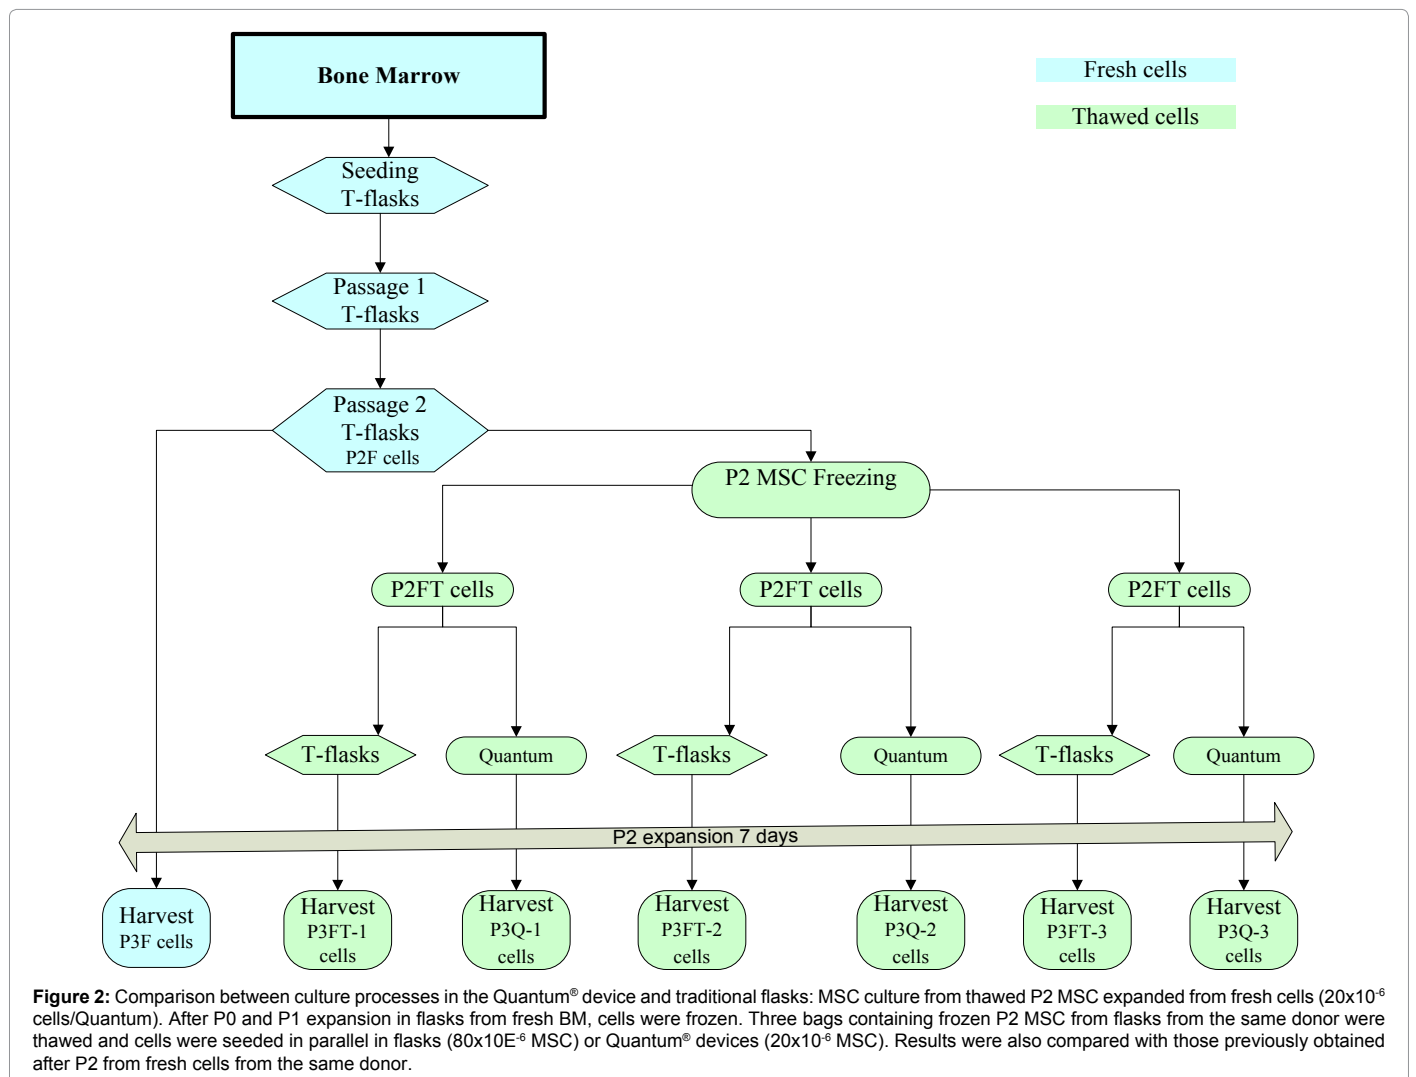 Bone Marrow
Fresh cells
Thawed cells
Seeding
T-flasks
Passage 1
T-flasks
Passage 2
T-flasks
P2F cells
P2 MSC Freezing
P2FT cells
P2FT cells
P2FT cells
T-flasks
Quantum
T-flasks
Quantum
T-flasks
Quantum
P2 expansion 7 days
Harvest
P3F cells
Harvest
P3FT-1
cells
Harvest
P3Q-1
cells
Harvest
P3FT-2
cells
Harvest
P3Q-2
cells
Harvest
P3FT-3
cells
Harvest
P3Q-3
cells
Figure 2: Comparison between culture processes in the Quantum® device and traditional flasks: MSC culture from thawed P2 MSC expanded from fresh cells (20x10⁻⁶
cells/Quantum). After P0 and P1 expansion in flasks from fresh BM, cells were frozen. Three bags containing frozen P2 MSC from flasks from the same donor were
thawed and cells were seeded in parallel in flasks (80x10E⁻⁶ MSC) or Quantum® devices (20x10⁻⁶ MSC). Results were also compared with those previously obtained
after P2 from fresh cells from the same donor.